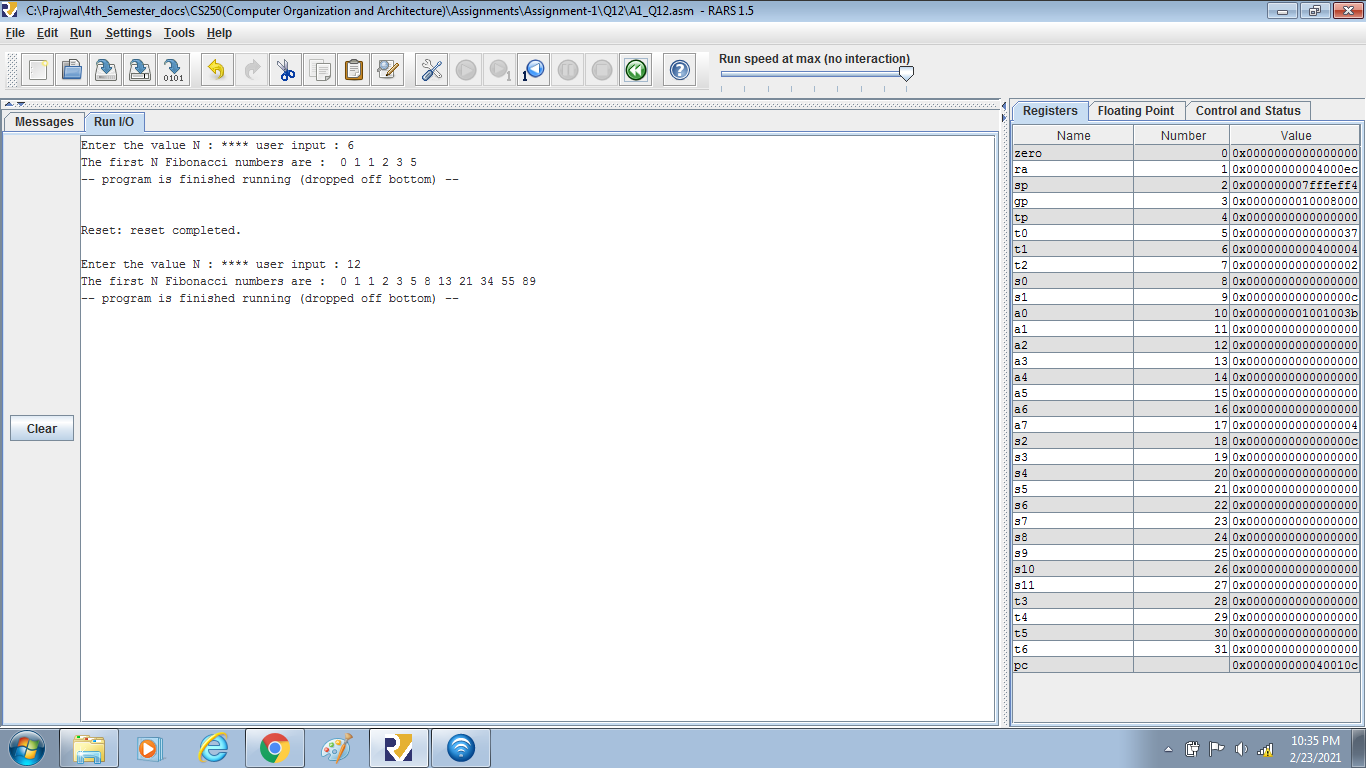 C:\Prajwal\4th_Semester_docs\CS250(Computer Organization and Architecture)\Assignments\Assignment-1\Q12\A1_Q12.asm - RARS 1.5
File Edit Run Settings Tools Help
Run speed at max (no interaction)
0101 1 1
Messages Run I/O
Enter the value N : **** user input : 6
The first N Fibonacci numbers are :  0 1 1 2 3 5
-- program is finished running (dropped off bottom) --
Reset: reset completed.
Enter the value N : **** user input : 12
The first N Fibonacci numbers are :  0 1 1 2 3 5 8 13 21 34 55 89
-- program is finished running (dropped off bottom) --
Clear
Registers Floating Point Control and Status
Name Number Value
zero 0 0x0000000000000000
ra 1 0x00000000004000ec
sp 2 0x000000007fffeff4
gp 3 0x0000000010008000
tp 4 0x0000000000000000
t0 5 0x0000000000000037
t1 6 0x0000000000400004
t2 7 0x0000000000000002
s0 8 0x0000000000000000
s1 9 0x000000000000000c
a0 10 0x000000001001003b
a1 11 0x0000000000000000
a2 12 0x0000000000000000
a3 13 0x0000000000000000
a4 14 0x0000000000000000
a5 15 0x0000000000000000
a6 16 0x0000000000000000
a7 17 0x0000000000000004
s2 18 0x000000000000000c
s3 19 0x0000000000000000
s4 20 0x0000000000000000
s5 21 0x0000000000000000
s6 22 0x0000000000000000
s7 23 0x0000000000000000
s8 24 0x0000000000000000
s9 25 0x0000000000000000
s10 26 0x0000000000000000
s11 27 0x0000000000000000
t3 28 0x0000000000000000
t4 29 0x0000000000000000
t5 30 0x0000000000000000
t6 31 0x0000000000000000
pc 0x000000000040010c
10:35 PM
2/23/2021